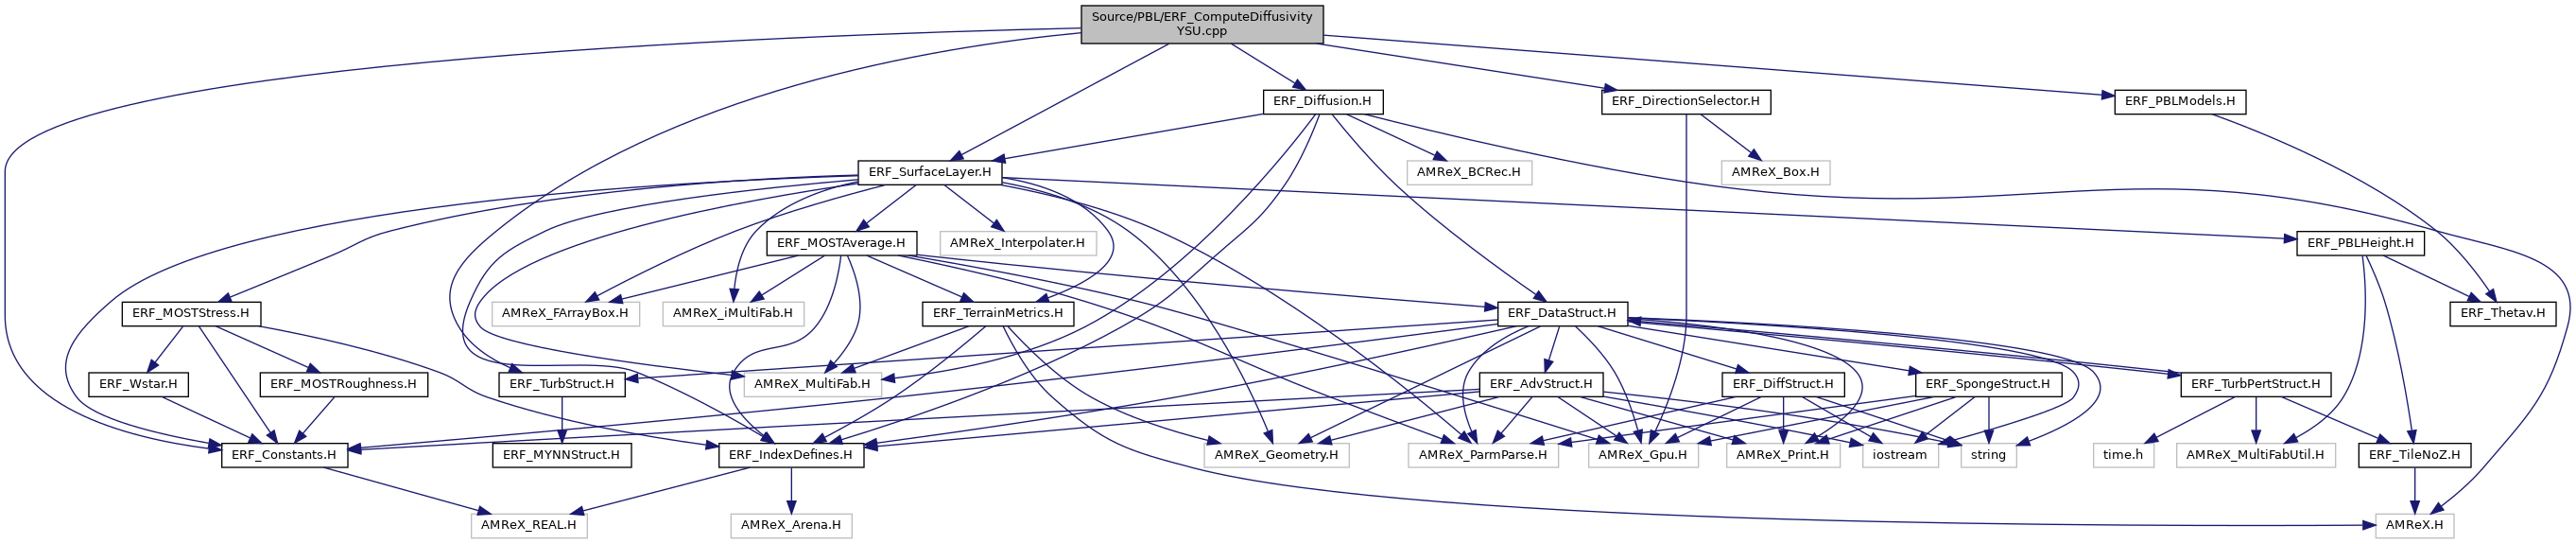 Source/PBL/ERF_ComputeDiffusivity
YSU.cpp
ERF_Diffusion.H
ERF_DirectionSelector.H
ERF_PBLModels.H
ERF_SurfaceLayer.H
AMReX_BCRec.H
AMReX_Box.H
ERF_MOSTAverage.H
AMReX_Interpolater.H
ERF_PBLHeight.H
ERF_MOSTStress.H
AMReX_FArrayBox.H
AMReX_iMultiFab.H
ERF_TerrainMetrics.H
ERF_DataStruct.H
ERF_Thetav.H
ERF_Wstar.H
ERF_MOSTRoughness.H
ERF_TurbStruct.H
AMReX_MultiFab.H
ERF_AdvStruct.H
ERF_DiffStruct.H
ERF_SpongeStruct.H
ERF_TurbPertStruct.H
ERF_Constants.H
ERF_MYNNStruct.H
ERF_IndexDefines.H
AMReX_Geometry.H
AMReX_ParmParse.H
AMReX_Gpu.H
AMReX_Print.H
iostream
string
time.h
AMReX_MultiFabUtil.H
ERF_TileNoZ.H
AMReX_REAL.H
AMReX_Arena.H
AMReX.H